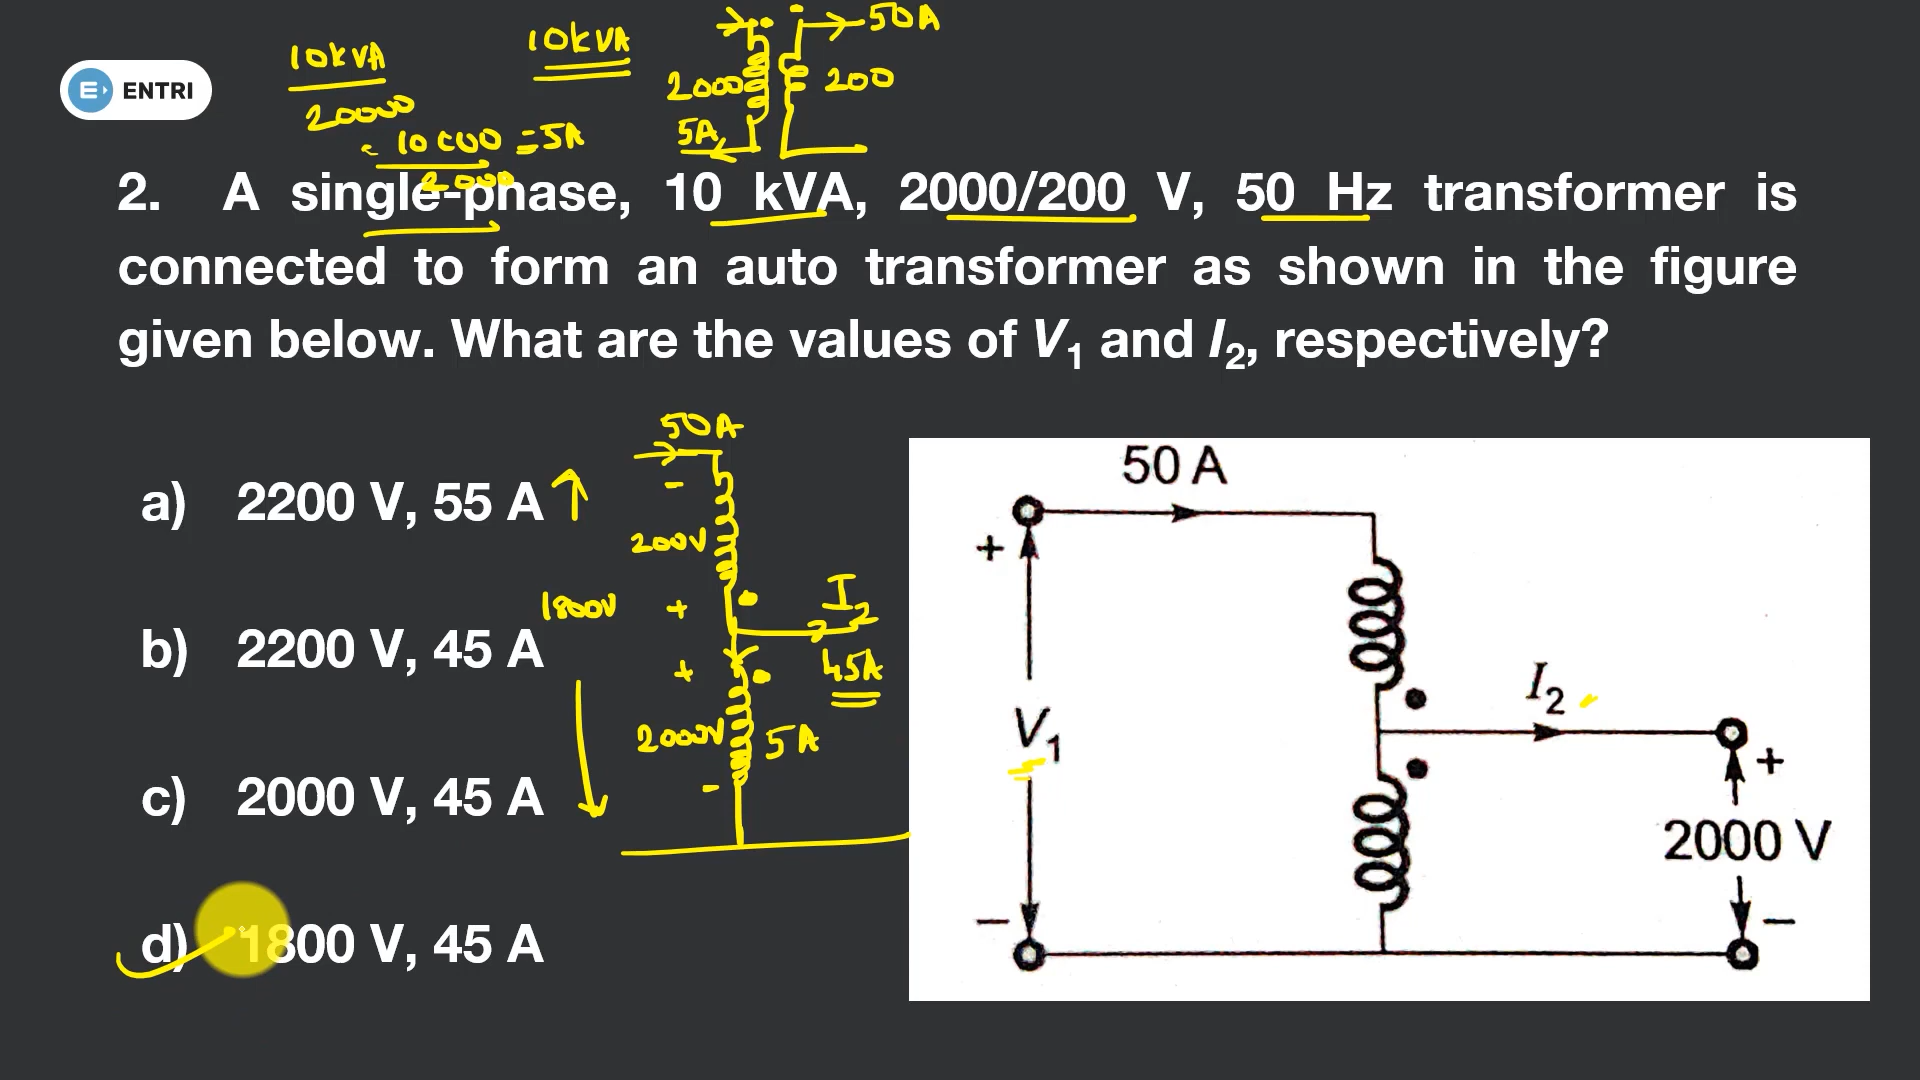 10kVA
20000
10000 = 5A
2000
10kVA
50A
2000
200
5A
ENTRI
2. A single-phase, 10 kVA, 2000/200 V, 50 Hz transformer is
connected to form an auto transformer as shown in the figure
given below. What are the values of V1 and I2, respectively?
a) 2200 V, 55 A
b) 2200 V, 45 A
c) 2000 V, 45 A
d) 1800 V, 45 A
50A
-
200V
1800V
+
I2
+
45A
2000V
5A
-
50 A
+
V1
I2
+
2000 V
–
–